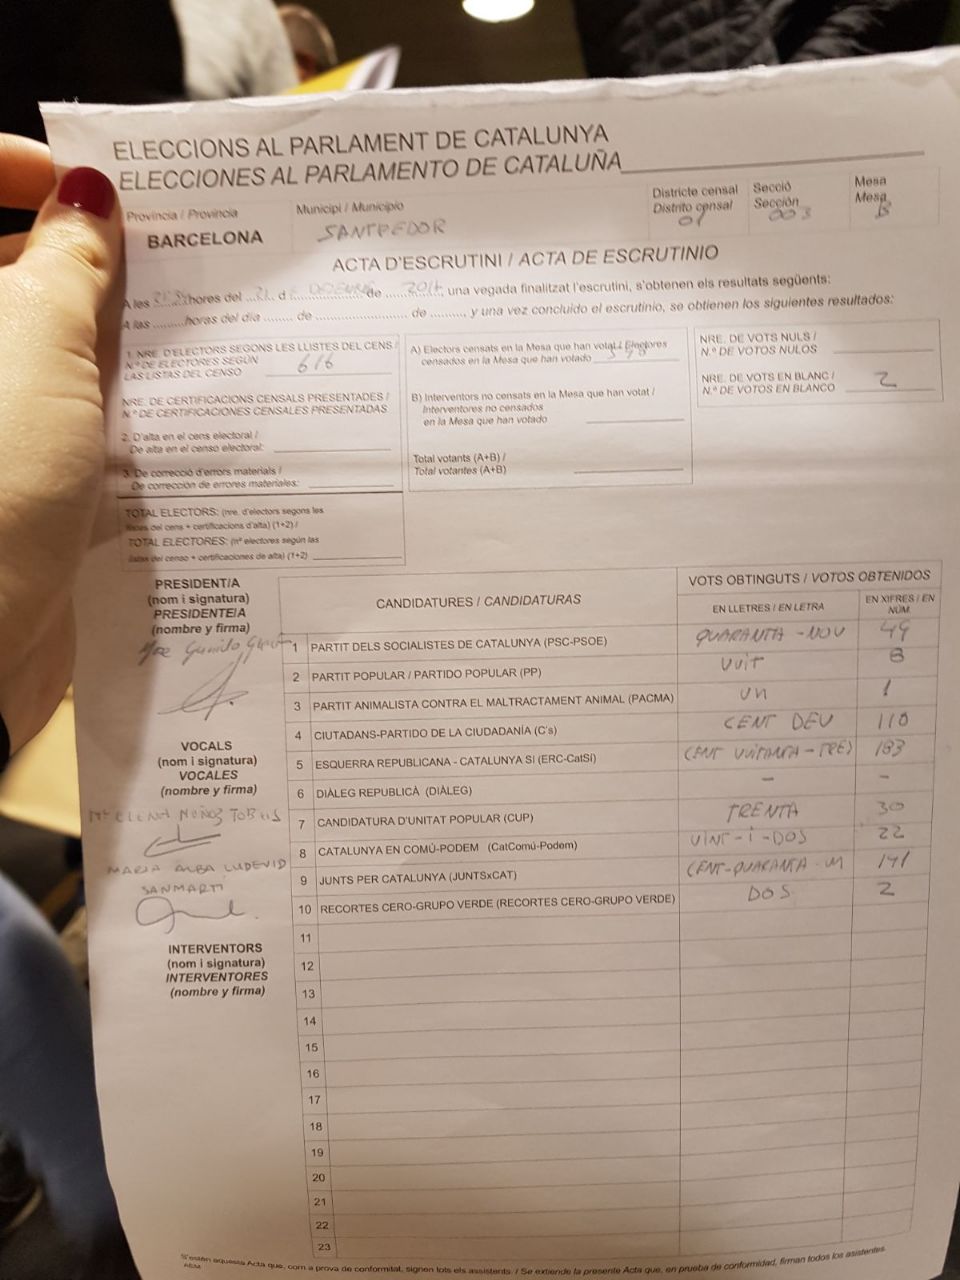 ELECCIONS AL PARLAMENT DE CATALUNYA
ELECCIONES AL PARLAMENTO DE CATALUÑA
Província / Provincia
BARCELONA
Municipi / Municipio
SANTPEDOR
Districte censal
Distrito censal
01
Secció
Sección
003
Mesa
Mesa
B
ACTA D'ESCRUTINI / ACTA DE ESCRUTINIO
A les ........ hores del 21 d ........ de ........, una vegada finalitzat l'escrutini, s'obtenen els resultats següents:
A las ........ horas del día ........ de ........................ de ........, y una vez concluido el escrutinio, se obtienen los siguientes resultados:
1. NRE. D'ELECTORS SEGONS LES LLISTES DEL CENS /
N.º DE ELECTORES SEGÚN
LAS LISTAS DEL CENSO 616
NRE. DE CERTIFICACIONS CENSALS PRESENTADES /
N.º DE CERTIFICACIONES CENSALES PRESENTADAS
2. D'alta en el cens electoral /
De alta en el censo electoral:
3. De correcció d'errors materials /
De corrección de errores materiales:
TOTAL ELECTORS: (nre. d'electors segons les
llistes del cens + certificacions d'alta) (1+2) /
TOTAL ELECTORES: (nº electores según las
listas del censo + certificaciones de alta) (1+2)
A) Electors censats en la Mesa que han votat / Electores
censados en la Mesa que han votado
B) Interventors no censats en la Mesa que han votat /
Interventores no censados
en la Mesa que han votado
Total votants (A+B) /
Total votantes (A+B)
NRE. DE VOTS NULS /
N.º DE VOTOS NULOS
NRE. DE VOTS EN BLANC /
N.º DE VOTOS EN BLANCO 2
PRESIDENT/A
(nom i signatura)
PRESIDENTE/A
(nombre y firma)
VOCALS
(nom i signatura)
VOCALES
(nombre y firma)
Mª ELENA MUÑOZ TOBIAS
MARIA ALBA LUDEVID
SANMARTÍ
INTERVENTORS
(nom i signatura)
INTERVENTORES
(nombre y firma)
CANDIDATURES / CANDIDATURAS
VOTS OBTINGUTS / VOTOS OBTENIDOS
EN LLETRES / EN LETRA
EN XIFRES / EN NÚM.
1 PARTIT DELS SOCIALISTES DE CATALUNYA (PSC-PSOE) QUARANTA-NOU 49
2 PARTIT POPULAR / PARTIDO POPULAR (PP) VUIT 8
3 PARTIT ANIMALISTA CONTRA EL MALTRACTAMENT ANIMAL (PACMA) UN 1
4 CIUTADANS-PARTIDO DE LA CIUDADANÍA (C's) CENT DEU 110
5 ESQUERRA REPUBLICANA - CATALUNYA SÍ (ERC-CatSí) CENT VUITANTA-TRES 183
6 DIÀLEG REPUBLICÀ (DIÀLEG) - -
7 CANDIDATURA D'UNITAT POPULAR (CUP) TRENTA 30
8 CATALUNYA EN COMÚ-PODEM (CatComú-Podem) VINT-I-DOS 22
9 JUNTS PER CATALUNYA (JUNTSxCAT) CENT-QUARANTA-UN 141
10 RECORTES CERO-GRUPO VERDE (RECORTES CERO-GRUPO VERDE) DOS 2
11
12
13
14
15
16
17
18
19
20
21
22
23
S'estén aquesta Acta que, com a prova de conformitat, signen tots els assistents. / Se extiende la presente Acta que, en prueba de conformidad, firman todos los asistentes.